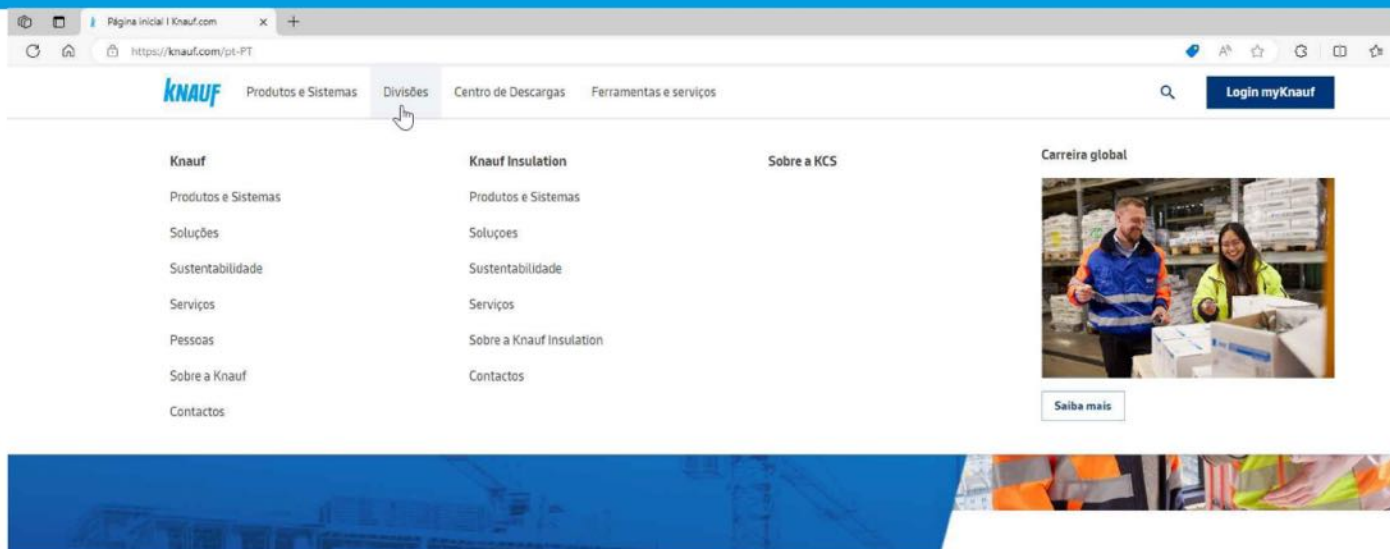 Página inicial I Knauf.com
https://knauf.com/pt-PT
KNAUF Produtos e Sistemas Divisões Centro de Descargas Ferramentas e serviços Login myKnauf
Knauf
Produtos e Sistemas
Soluções
Sustentabilidade
Serviços
Pessoas
Sobre a Knauf
Contactos
Knauf Insulation
Produtos e Sistemas
Soluçoes
Sustentabilidade
Serviços
Sobre a Knauf Insulation
Contactos
Sobre a KCS
Carreira global
Saiba mais